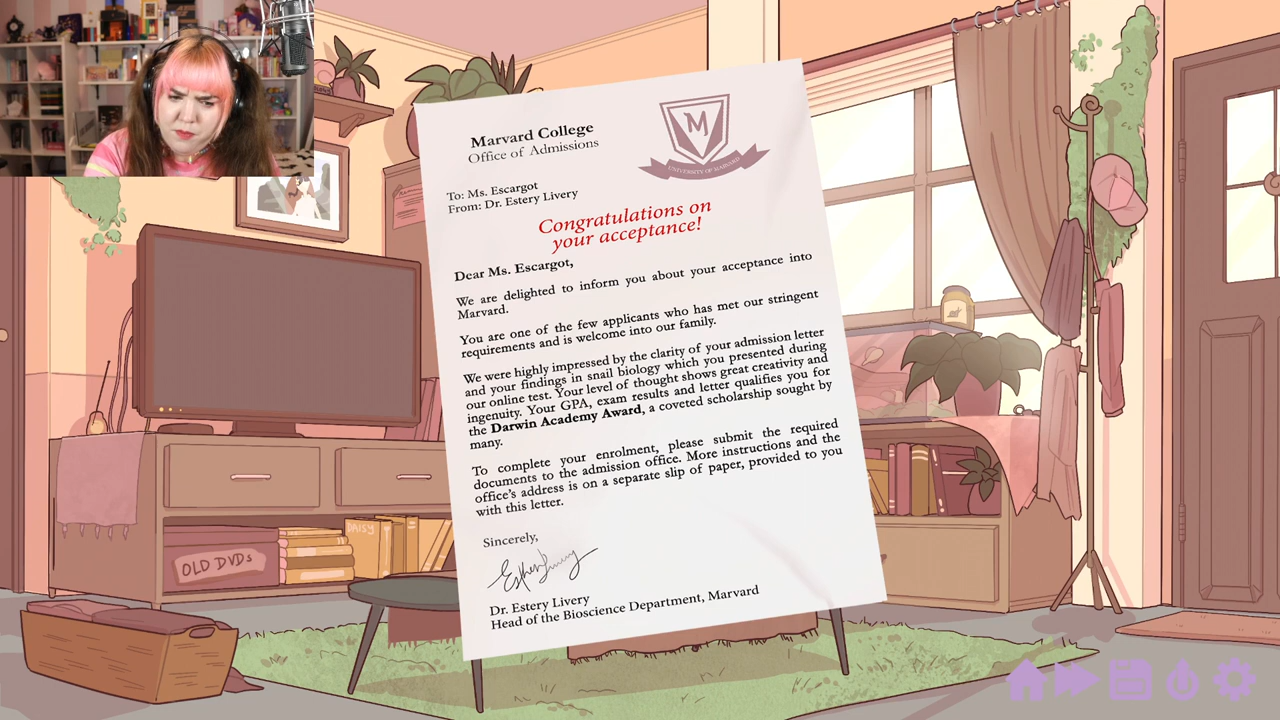 Marvard College
Office of Admissions
M
UNIVERSITY OF MARVARD
To: Ms. Escargot
From: Dr. Estery Livery
Congratulations on
your acceptance!
Dear Ms. Escargot,
We are delighted to inform you about your acceptance into
Marvard.
You are one of the few applicants who has met our stringent
requirements and is welcome into our family.
We were highly impressed by the clarity of your admission letter
and your findings in snail biology which you presented during
our online test. Your level of thought shows great creativity and
ingenuity. Your GPA, exam results and letter qualifies you for
the Darwin Academy Award, a coveted scholarship sought by
many.
To complete your enrolment, please submit the required
documents to the admission office. More instructions and the
office's address is on a separate slip of paper, provided to you
with this letter.
Sincerely,
Dr. Estery Livery
Head of the Bioscience Department, Marvard
DAISY
OLD DVDs